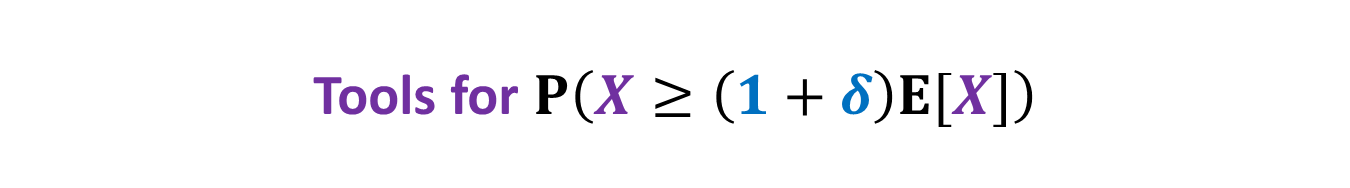 Tools for P(X ≥ (1 + δ)E[X])